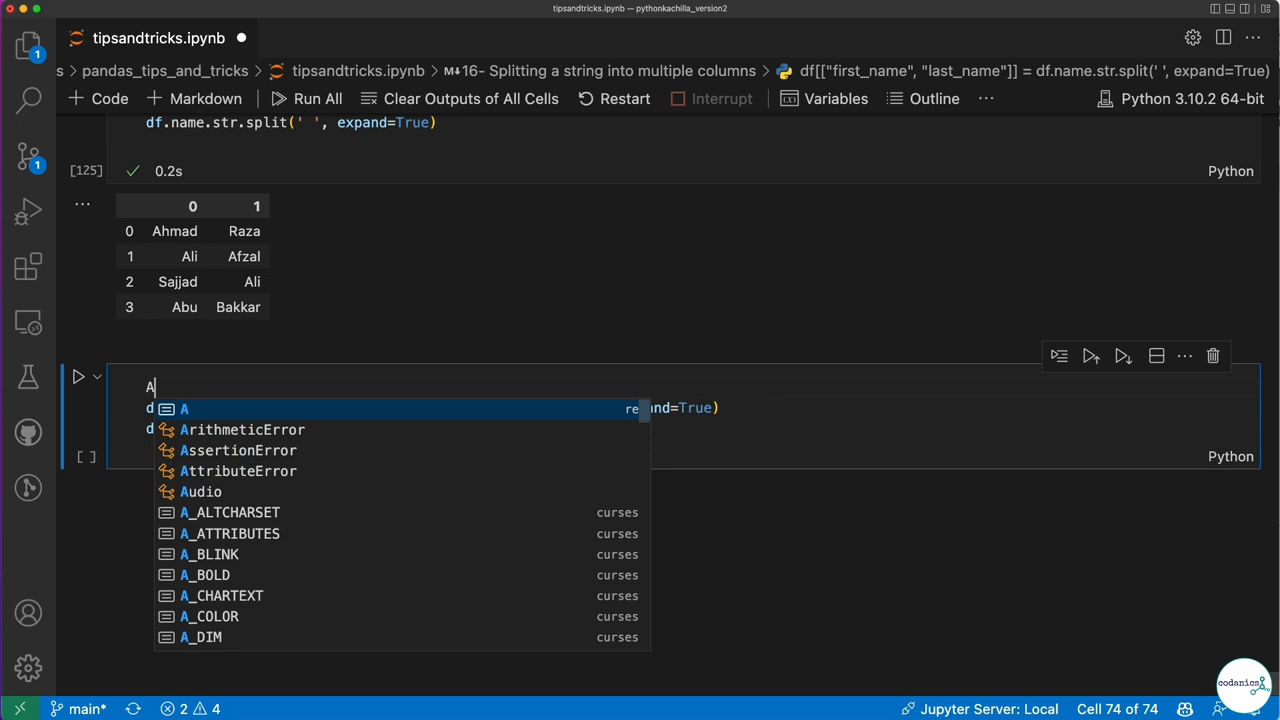 tipsandtricks.ipynb — pythonkachilla_version2
tipsandtricks.ipynb
s > pandas_tips_and_tricks > tipsandtricks.ipynb > M↓16- Splitting a string into multiple columns > df[["first_name", "last_name"]] = df.name.str.split(' ', expand=True)
+ Code + Markdown Run All Clear Outputs of All Cells Restart Interrupt (x) Variables Outline ... Python 3.10.2 64-bit
df.name.str.split(' ', expand=True)
[125] ✓ 0.2s Python
... 0 1
0 Ahmad Raza
1 Ali Afzal
2 Sajjad Ali
3 Abu Bakkar
A
d A re nd=True)
d ArithmeticError
AssertionError
[ ] Python
AttributeError
Audio
A_ALTCHARSET curses
A_ATTRIBUTES curses
A_BLINK curses
A_BOLD curses
A_CHARTEXT curses
A_COLOR curses
A_DIM curses
1
1
codanics
main* 2 4 Jupyter Server: Local Cell 74 of 74